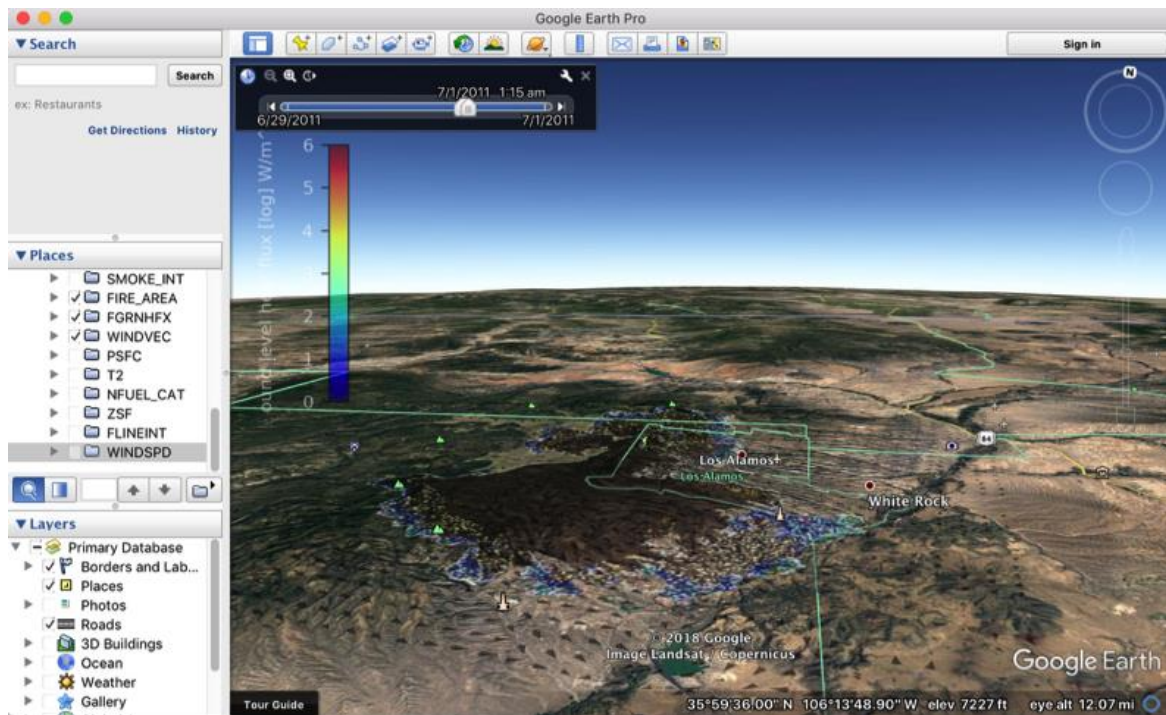 Google Earth Pro
Search
Search
ex: Restaurants
Get Directions History
Places
SMOKE_INT
FIRE_AREA
FGRNHFX
WINDVEC
PSFC
T2
NFUEL_CAT
ZSF
FLINEINT
WINDSPD
Layers
Primary Database
Borders and Lab...
Places
Photos
Roads
3D Buildings
Ocean
Weather
Gallery
Sign in
7/1/2011 1:15 am
6/29/2011 7/1/2011
flux [log] W/m^
6
5
4
2
1
0
N
Los Alamos
Los Alamos
White Rock
84
© 2018 Google
Image Landsat / Copernicus
Google Earth
Tour Guide
35°59'36.00" N 106°13'48.90" W elev 7227 ft eye alt 12.07 mi